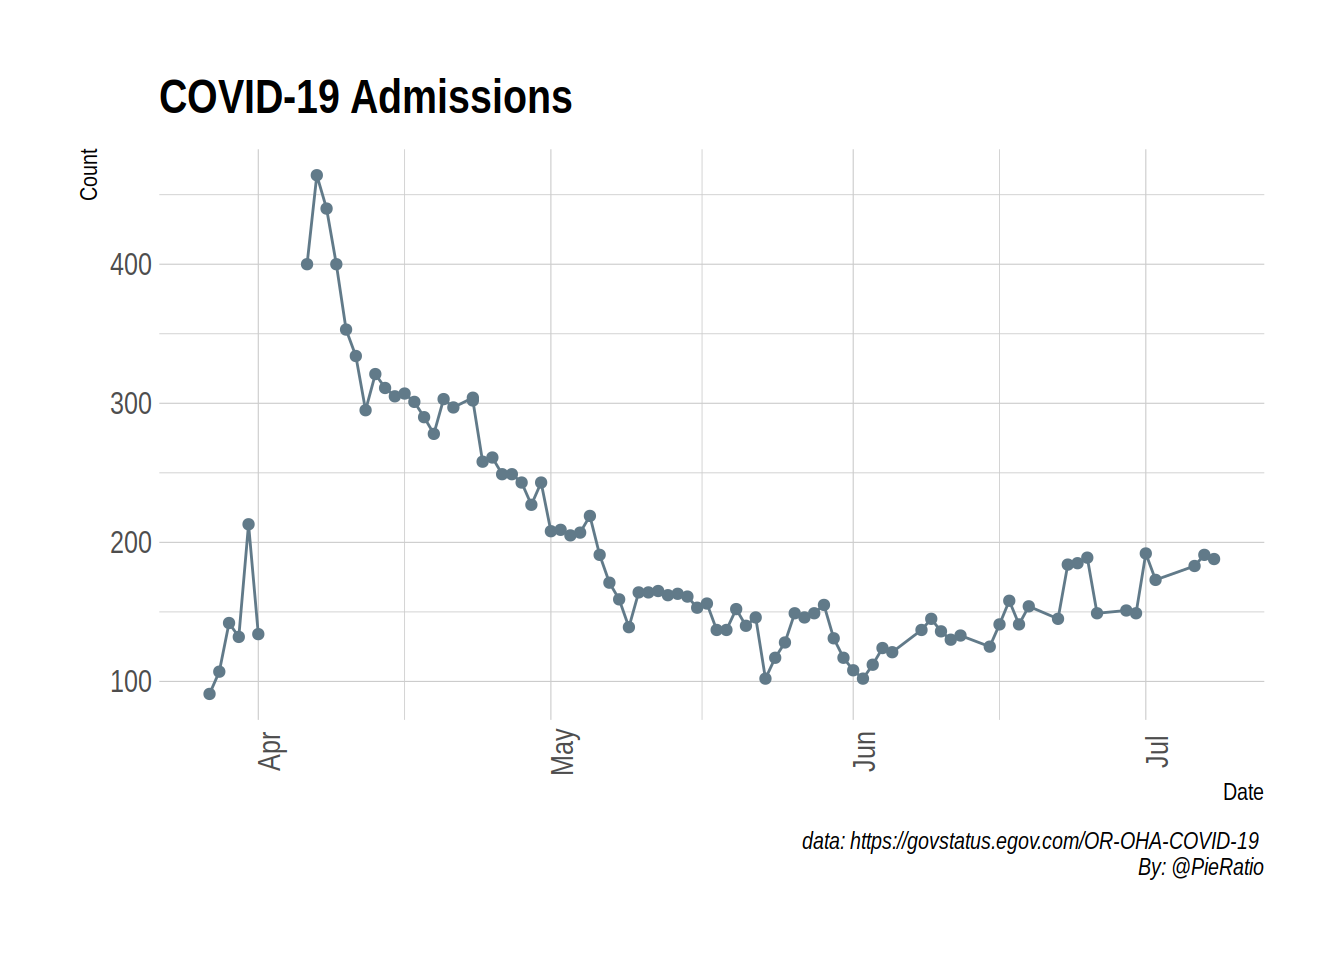 COVID-19 Admissions
Count
400
300
200
100
Apr
May
Jun
Jul
Date
data: https://govstatus.egov.com/OR-OHA-COVID-19
By: @PieRatio